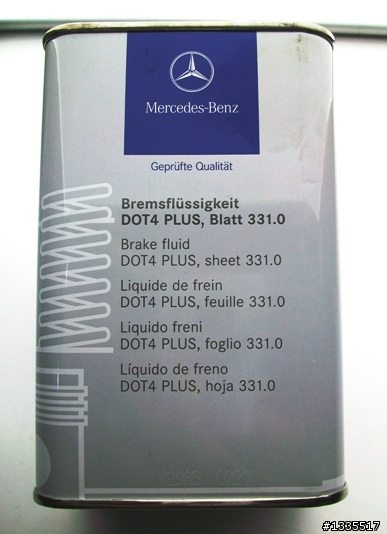 Mercedes-Benz
Geprüfte Qualität
Bremsflüssigkeit
DOT4 PLUS, Blatt 331.0
Brake fluid
DOT4 PLUS, sheet 331.0
Liquide de frein
DOT4 PLUS, feuille 331.0
Liquido freni
DOT4 PLUS, foglio 331.0
Líquido de freno
DOT4 PLUS, hoja 331.0
#1335517